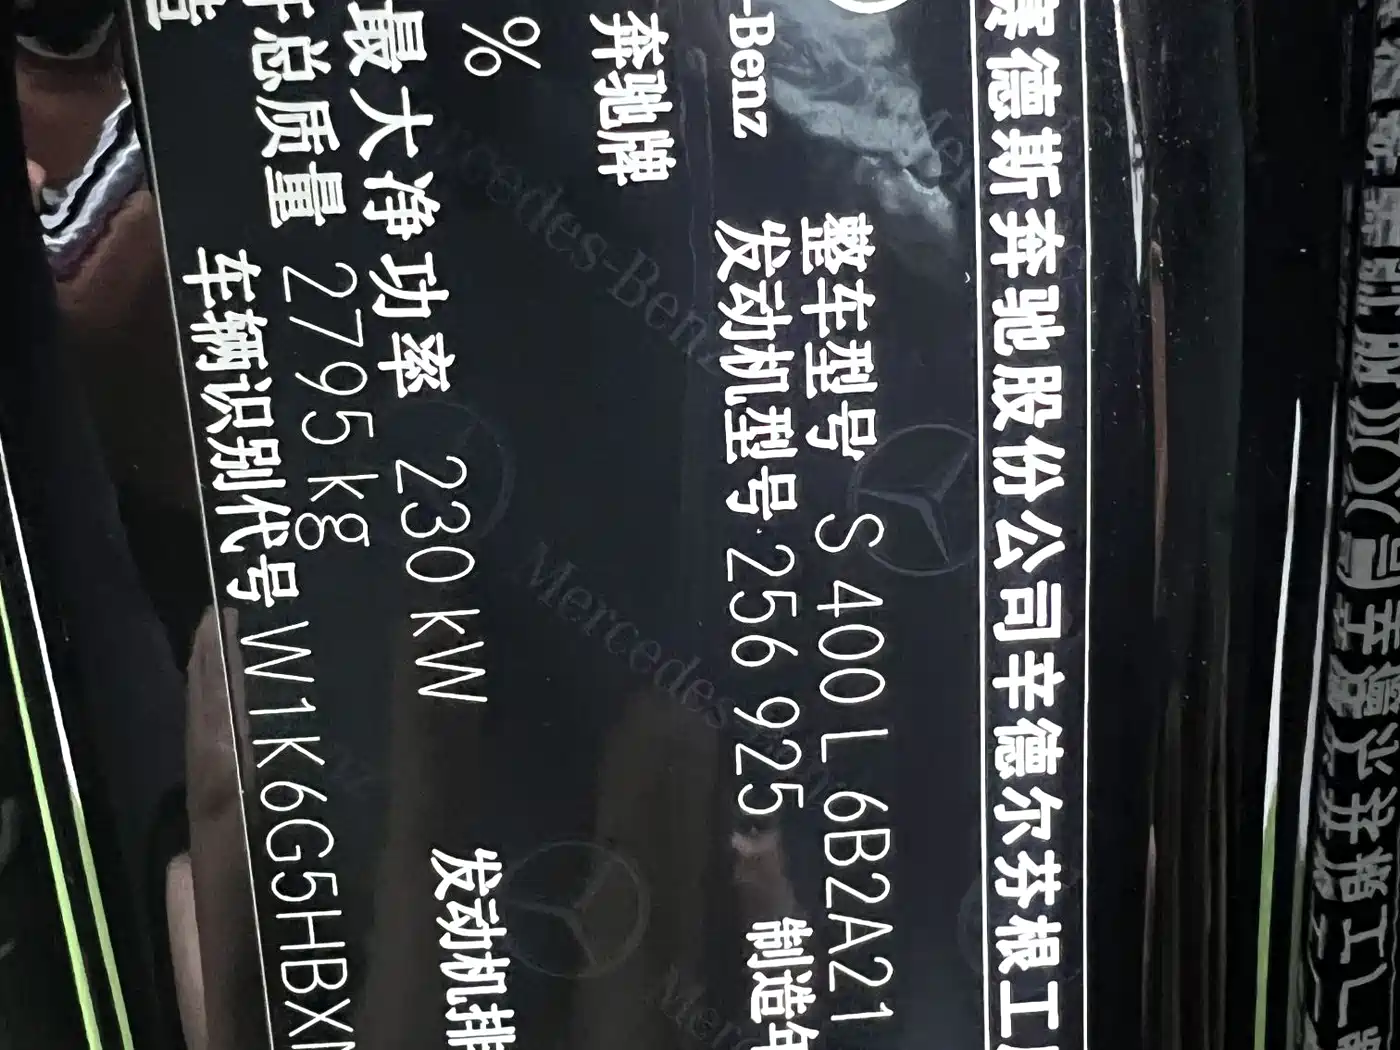 赛德斯奔驰股份公司辛德尔芬根工
整车型号 S 400 L 6B2A21
-Benz
发动机型号 256 925 制造年
奔驰牌
% 发动机排
最大净功率 230 kW
总质量 2795 kg
车辆识别代号 W1K6G5HBX
Mercedes-Benz
Mercedes